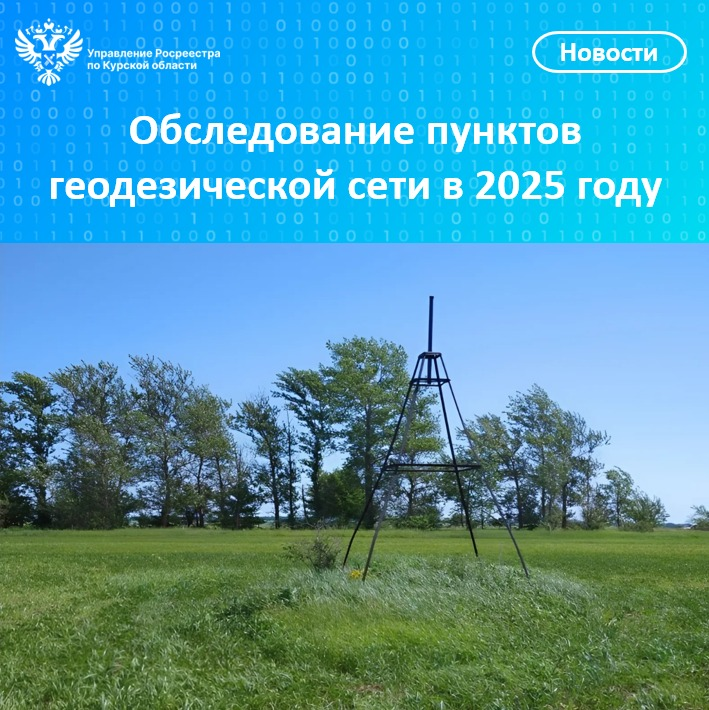 Управление Росреестра
по Курской области
Новости
Обследование пунктов
геодезической сети в 2025 году